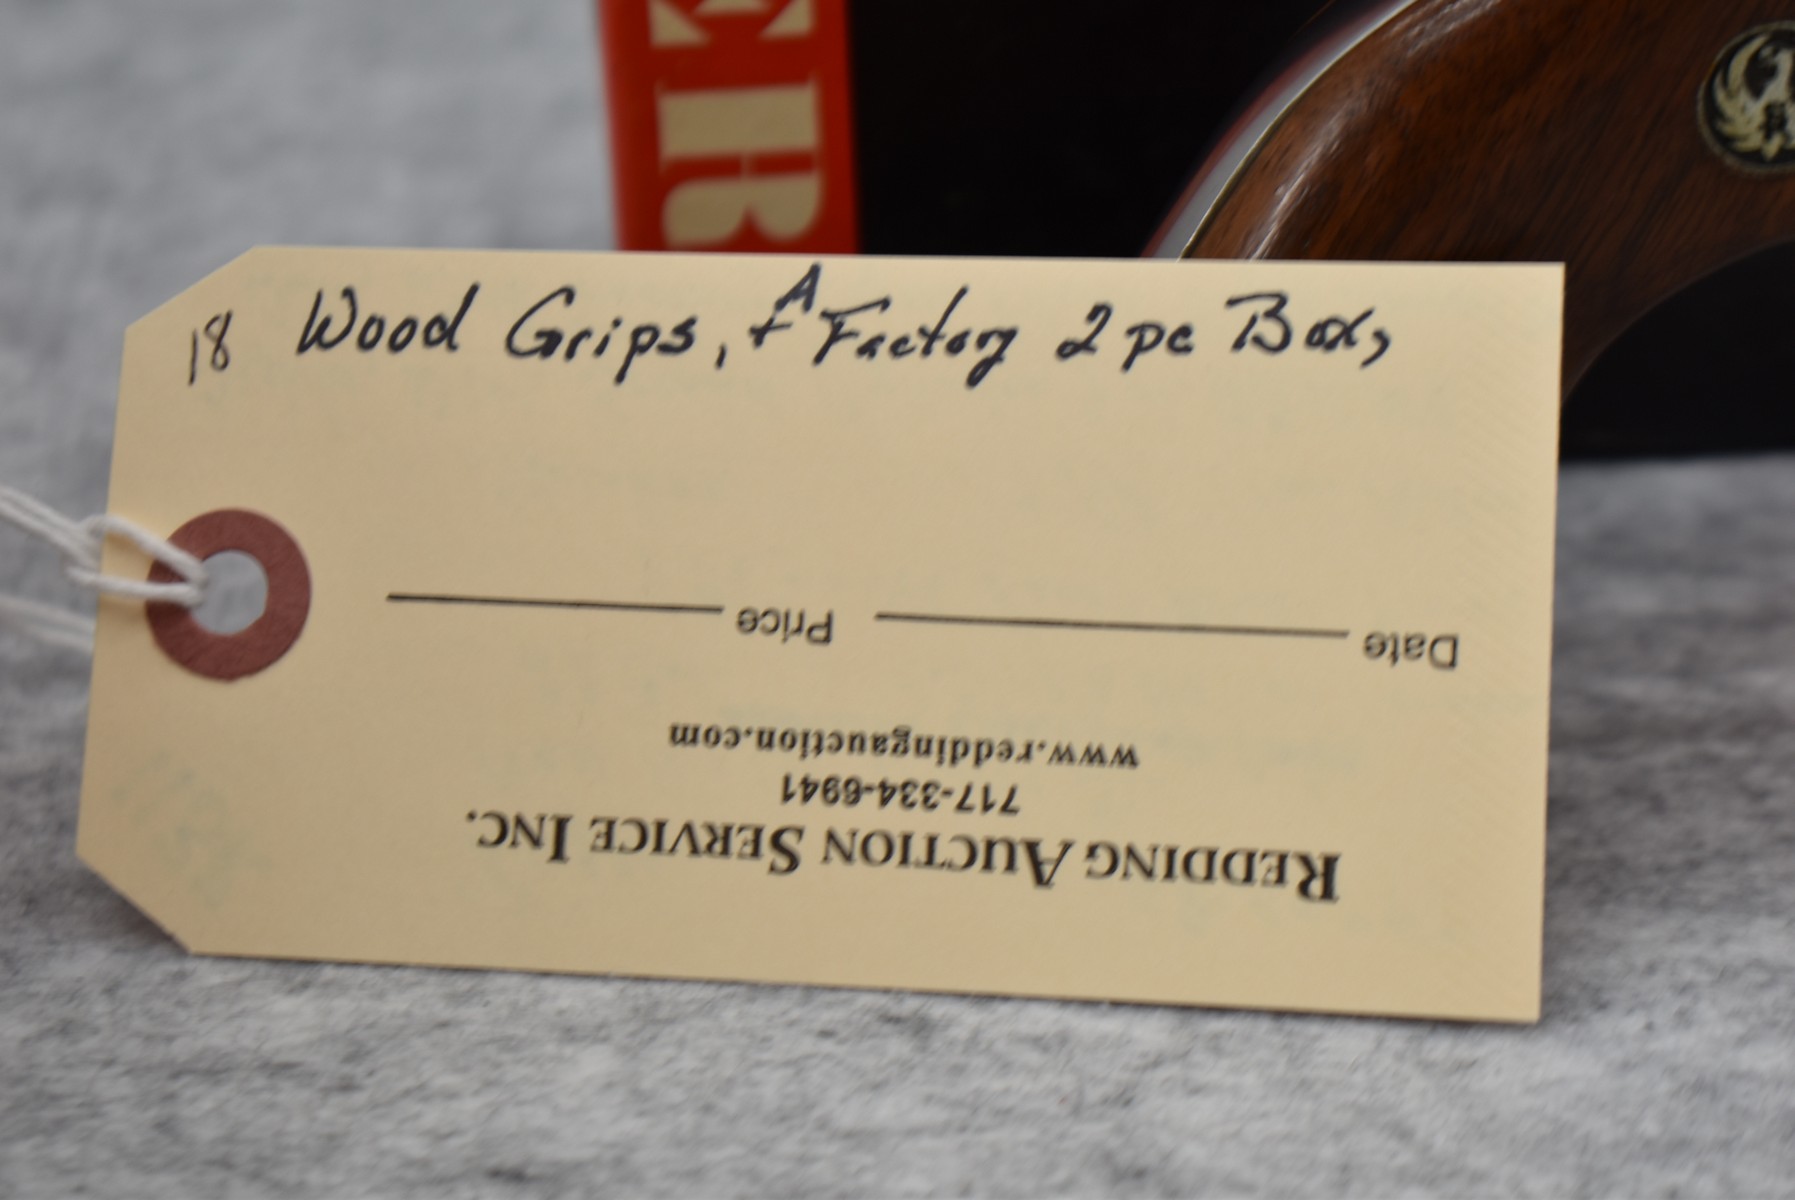 ER
18 Wood Grips, + A Factory 2 pc Box,
REDDING AUCTION SERVICE INC.
717-334-6941
www.reddingauction.com
Date Price